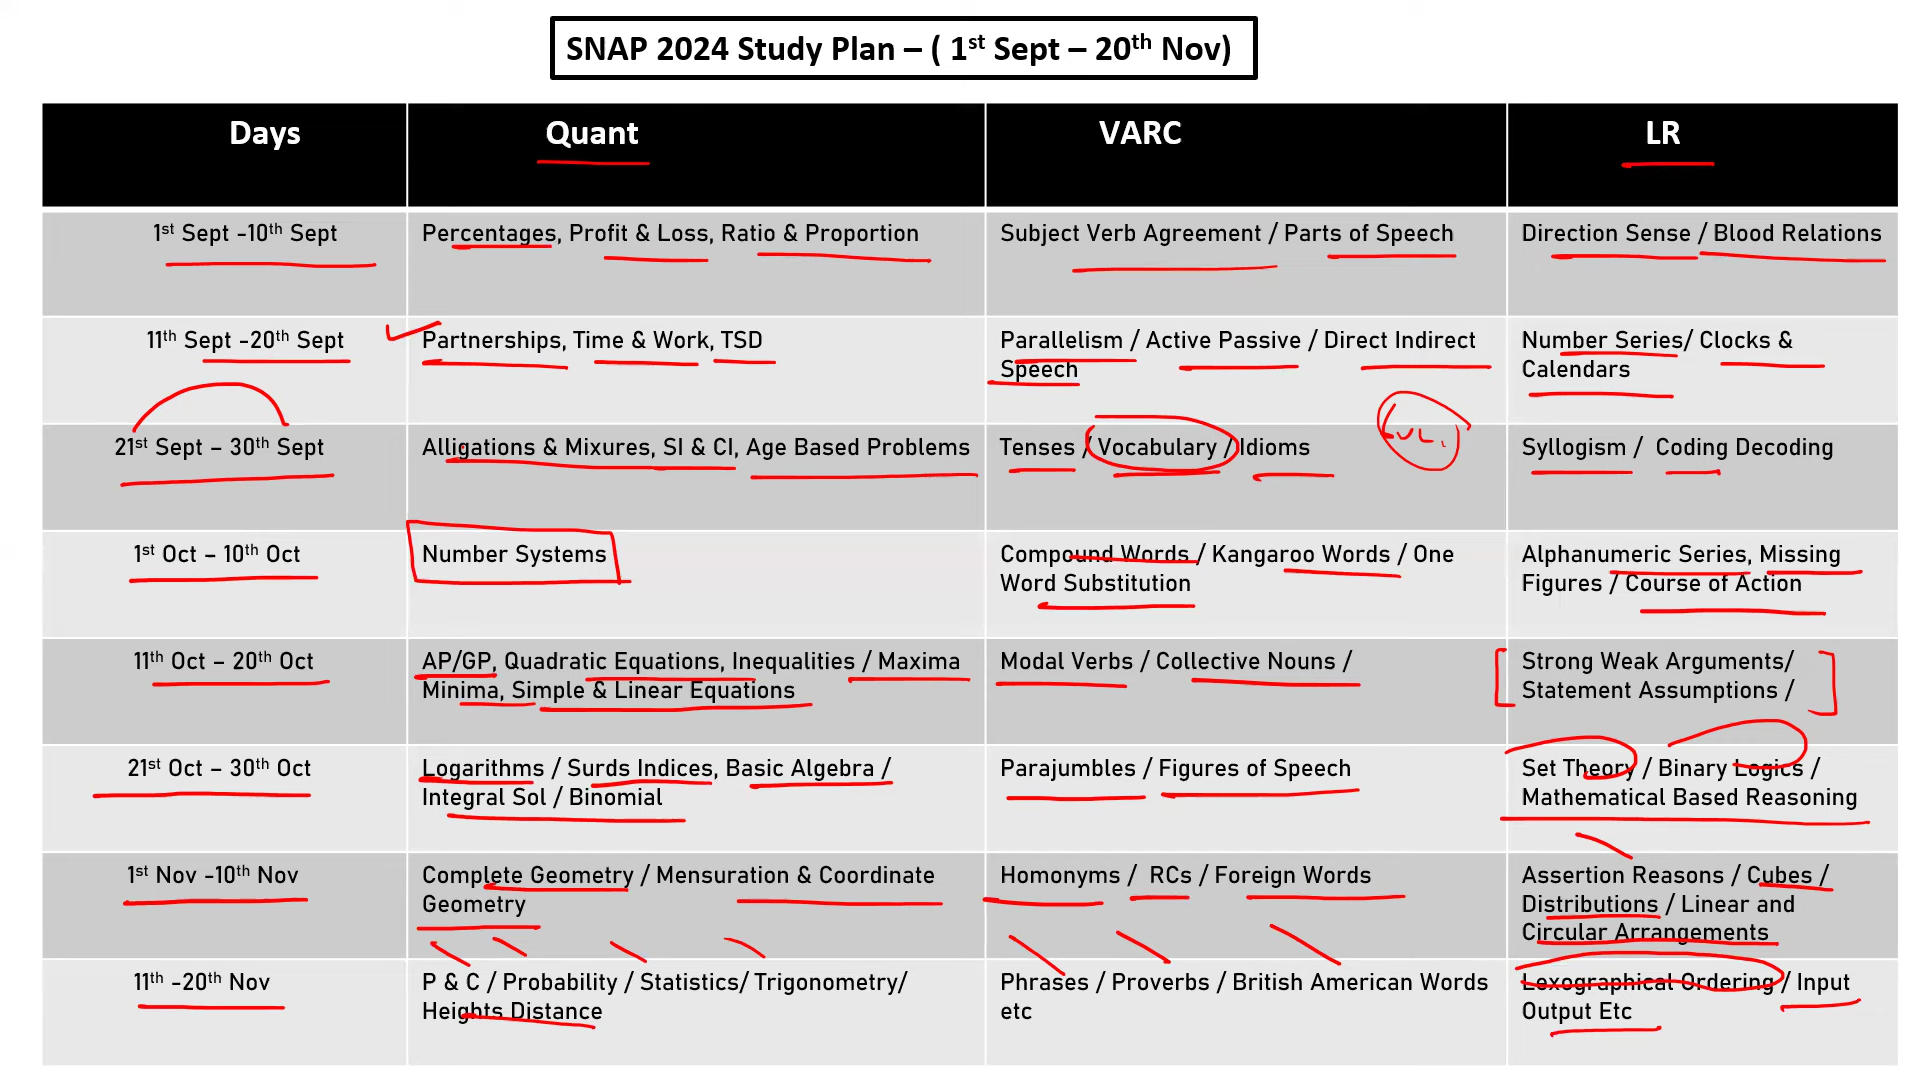 SNAP 2024 Study Plan – ( 1st Sept – 20th Nov)
Days Quant VARC LR
1st Sept -10th Sept
Percentages, Profit & Loss, Ratio & Proportion
Subject Verb Agreement / Parts of Speech
Direction Sense / Blood Relations
11th Sept -20th Sept
Partnerships, Time & Work, TSD
Parallelism / Active Passive / Direct Indirect
Speech
Number Series/ Clocks &
Calendars
21st Sept – 30th Sept
Alligations & Mixures, SI & CI, Age Based Problems
Tenses / Vocabulary / Idioms
Syllogism / Coding Decoding
1st Oct – 10th Oct
Number Systems
Compound Words / Kangaroo Words / One
Word Substitution
Alphanumeric Series, Missing
Figures / Course of Action
11th Oct – 20th Oct
AP/GP, Quadratic Equations, Inequalities / Maxima
Minima, Simple & Linear Equations
Modal Verbs / Collective Nouns /
Strong Weak Arguments/
Statement Assumptions /
21st Oct – 30th Oct
Logarithms / Surds Indices, Basic Algebra /
Integral Sol / Binomial
Parajumbles / Figures of Speech
Set Theory / Binary Logics /
Mathematical Based Reasoning
1st Nov -10th Nov
Complete Geometry / Mensuration & Coordinate
Geometry
Homonyms / RCs / Foreign Words
Assertion Reasons / Cubes /
Distributions / Linear and
Circular Arrangements
11th -20th Nov
P & C / Probability / Statistics/ Trigonometry/
Heights Distance
Phrases / Proverbs / British American Words
etc
Lexographical Ordering / Input
Output Etc